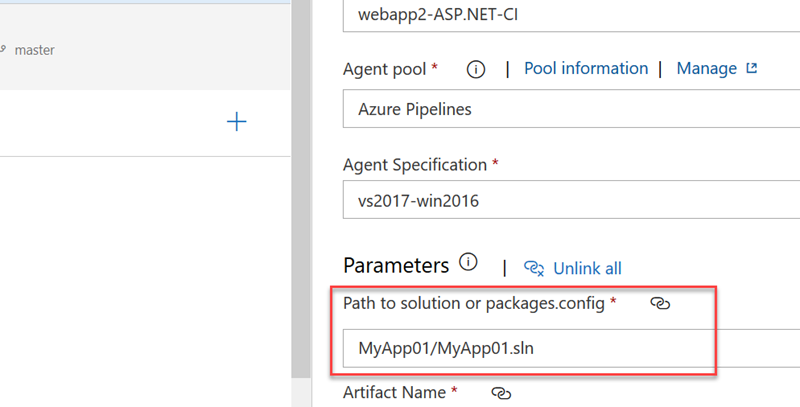 master
webapp2-ASP.NET-CI
Agent pool * | Pool information | Manage
Azure Pipelines
Agent Specification *
vs2017-win2016
Parameters | Unlink all
Path to solution or packages.config *
MyApp01/MyApp01.sln
Artifact Name *